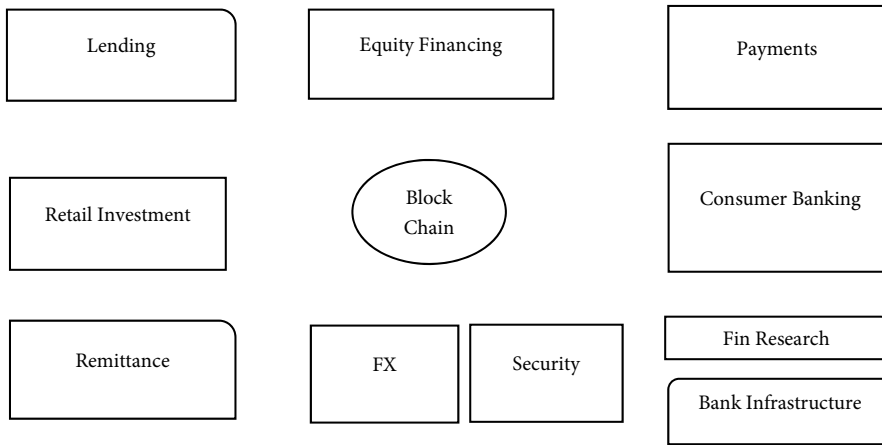 Lending
Equity Financing
Payments
Retail Investment
Block
Chain
Consumer Banking
Remittance
FX
Security
Fin Research
Bank Infrastructure